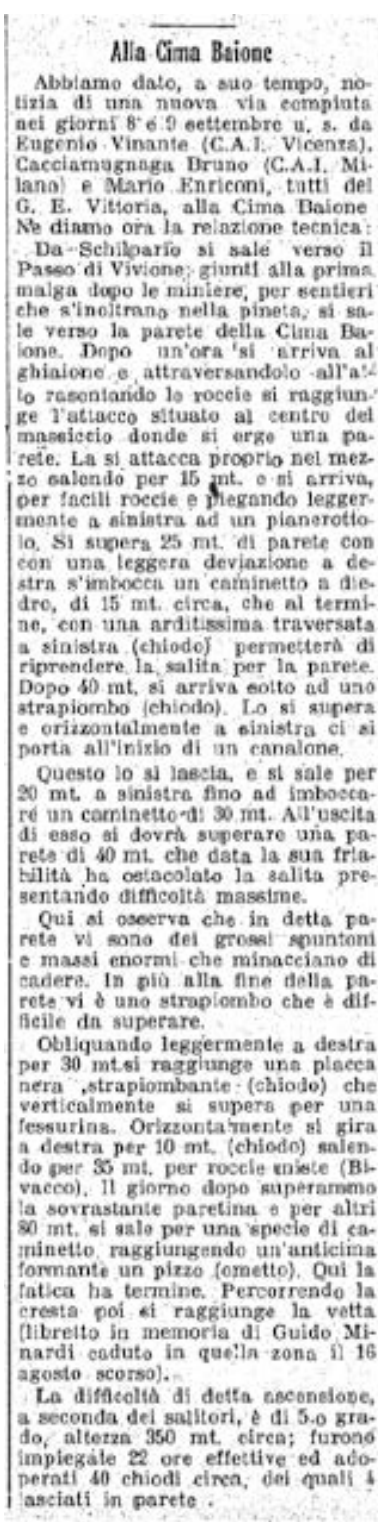 Alla Cima Baione
Abbiamo dato, a suo tempo, no-
tizia di una nuova via compiuta
nei giorni 8 e 9 settembre u. s. da
Eugenio Vinante (C.A.I. Vicenza),
Cacciamugnaga Bruno (C.A.I. Mi-
lano) e Mario Enriconi, tutti del
G. E. Vittoria, alla Cima Baione
Ne diamo ora la relazione tecnica:
Da Schilpario si sale verso il
Passo di Vivione; giunti alla prima
malga dopo le miniere, per sentieri
che s'inoltrano nella pineta, si sa-
le verso la parete della Cima Ba-
ione. Dopo un'ora si arriva al
ghiaione e attraversandolo all'al-
to rasentando le roccie si raggiun-
ge l'attacco situato al centro del
massiccio donde si erge una pa-
rete. La si attacca proprio nel mez-
zo salendo per 15 mt. e si arriva,
per facili roccie e piegando legger-
mente a sinistra ad un pianerotto-
lo. Si supera 25 mt. di parete con
con una leggera deviazione a de-
stra s'imbocca un caminetto a die-
dro, di 15 mt. circa, che al termi-
ne, con una arditissima traversata
a sinistra (chiodo) permetterà di
riprendere la salita per la parete.
Dopo 40 mt. si arriva sotto ad uno
strapiombo (chiodo). Lo si supera
e orizzontalmente a sinistra ci si
porta all'inizio di un canalone.
Questo lo si lascia, e si sale per
20 mt. a sinistra fino ad imbocca-
re un caminetto di 30 mt. All'uscita
di esso si dovrà superare una pa-
rete di 40 mt. che data la sua fria-
bilità ha ostacolato la salita pre-
sentando difficoltà massime.
Qui si osserva che in detta pa-
rete vi sono dei grossi spuntoni
e massi enormi che minacciano di
cadere. In più alla fine della pa-
rete vi è uno strapiombo che è dif-
ficile da superare.
Obliquando leggermente a destra
per 30 mt.si raggiunge una placca
nera ,strapiombante (chiodo) che
verticalmente si supera per una
fessurina. Orizzontalmente si gira
a destra per 10 mt. (chiodo) salen-
do per 35 mt. per roccie miste (Bi-
vacco). Il giorno dopo superammo
la sovrastante paretina e per altri
80 mt. si sale per una specie di ca-
minetto raggiungendo un'anticima
formante un pizzo (ometto). Qui la
fatica ha termine. Percorrendo la
cresta poi si raggiunge la vetta
(libretto in memoria di Guido Mi-
nardi caduto in quella zona il 16
agosto scorso).
La difficoltà di detta ascensione,
a seconda dei salitori, è di 5.o gra-
do, altezza 350 mt. circa; furono
impiegale 22 ore effettive ed ado-
perati 40 chiodi circa, dei quali 4
lasciati in parete .